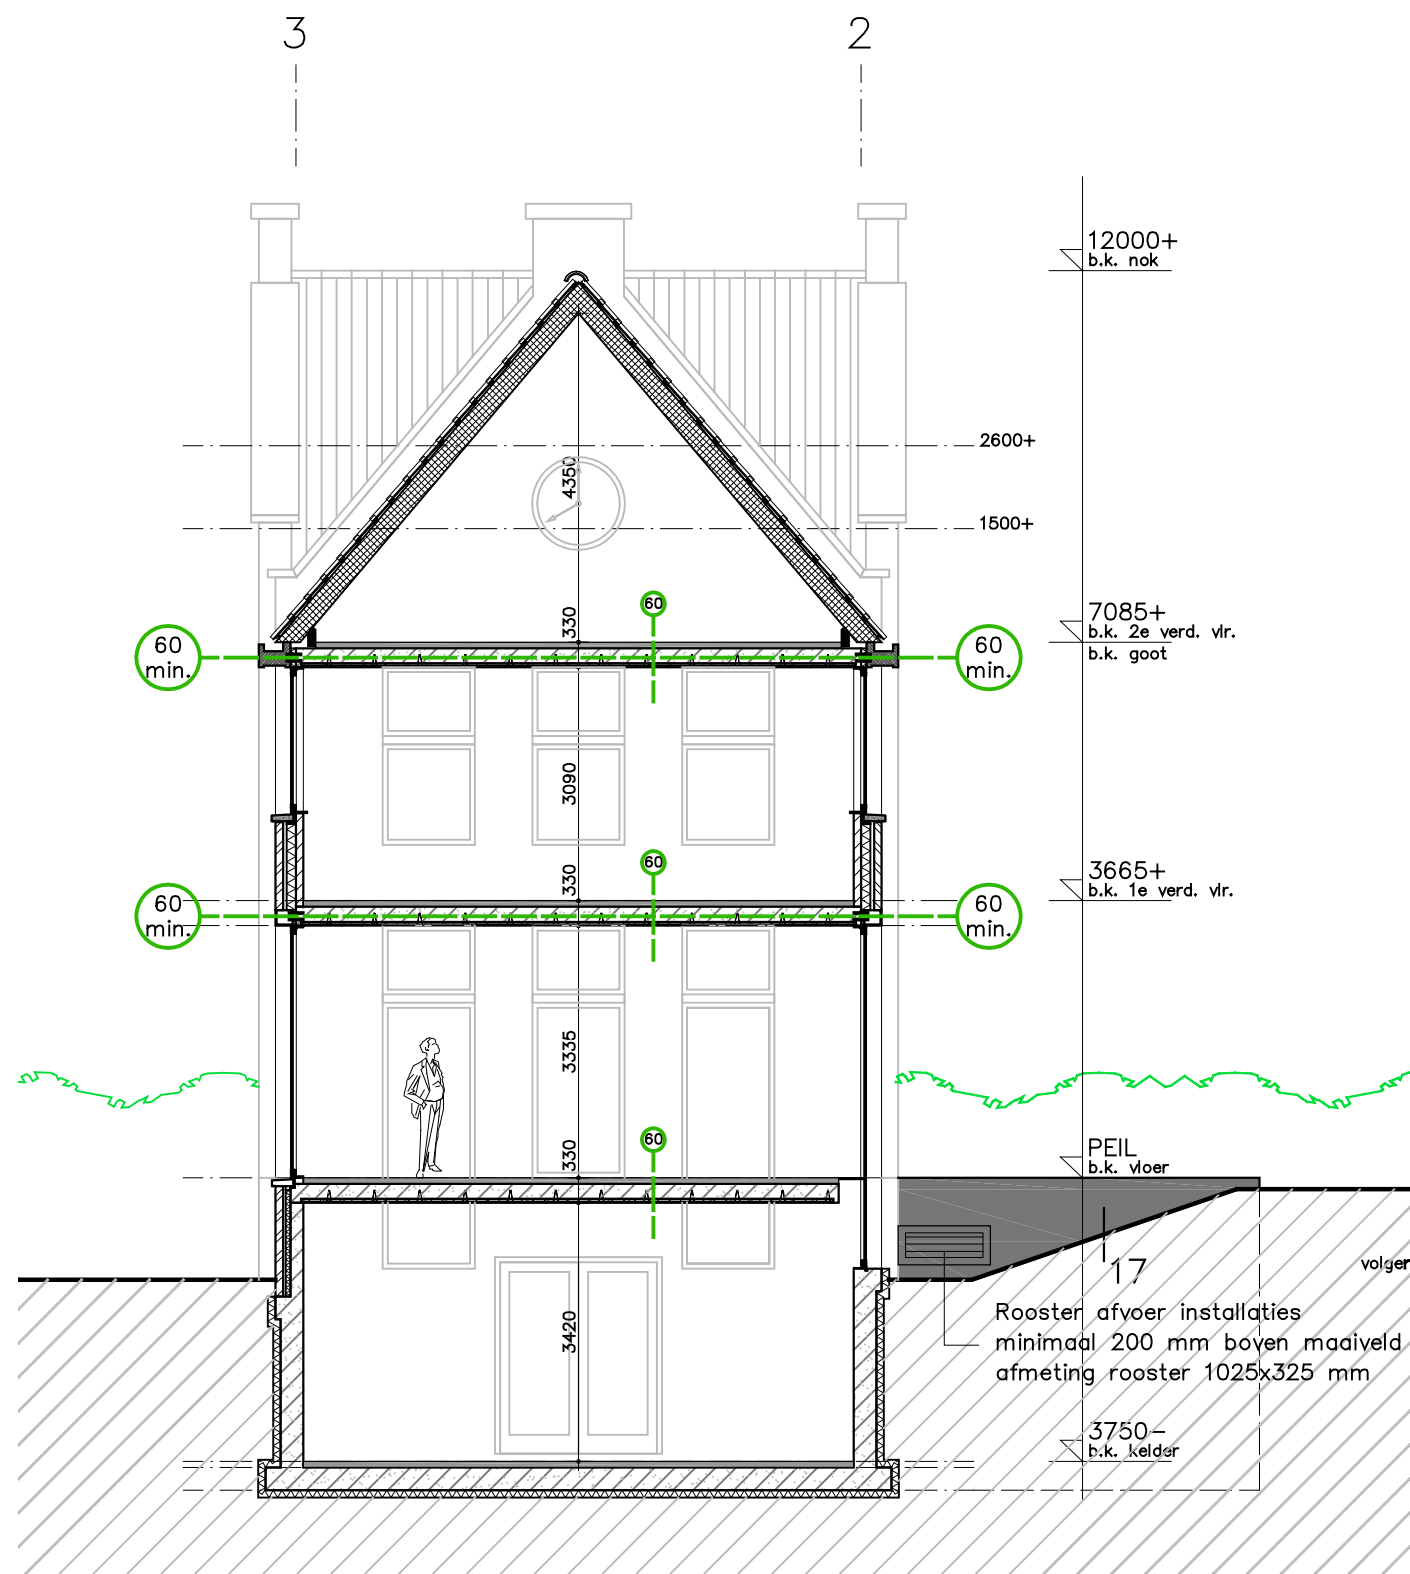 3
2
12000+
b.k. nok
2600+
4350
1500+
60
330
7085+
b.k. 2e verd. vlr.
b.k. goot
60
min.
60
min.
3090
60
330
3665+
b.k. 1e verd. vlr.
60
min.
60
min.
3335
60
330
PEIL
b.k. vloer
17
volger
Rooster afvoer installaties
minimaal 200 mm boven maaiveld
afmeting rooster 1025x325 mm
3420
3750-
b.k. kelder